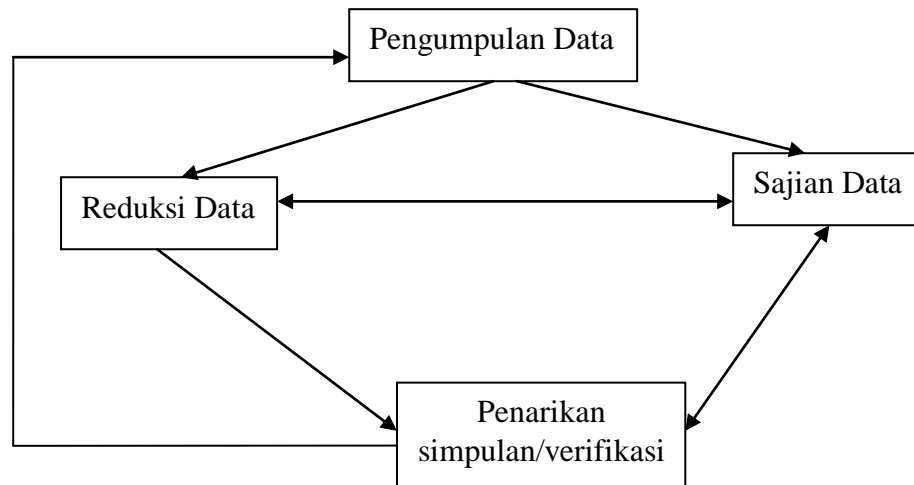 Pengumpulan Data
Reduksi Data
Sajian Data
Penarikan
simpulan/verifikasi